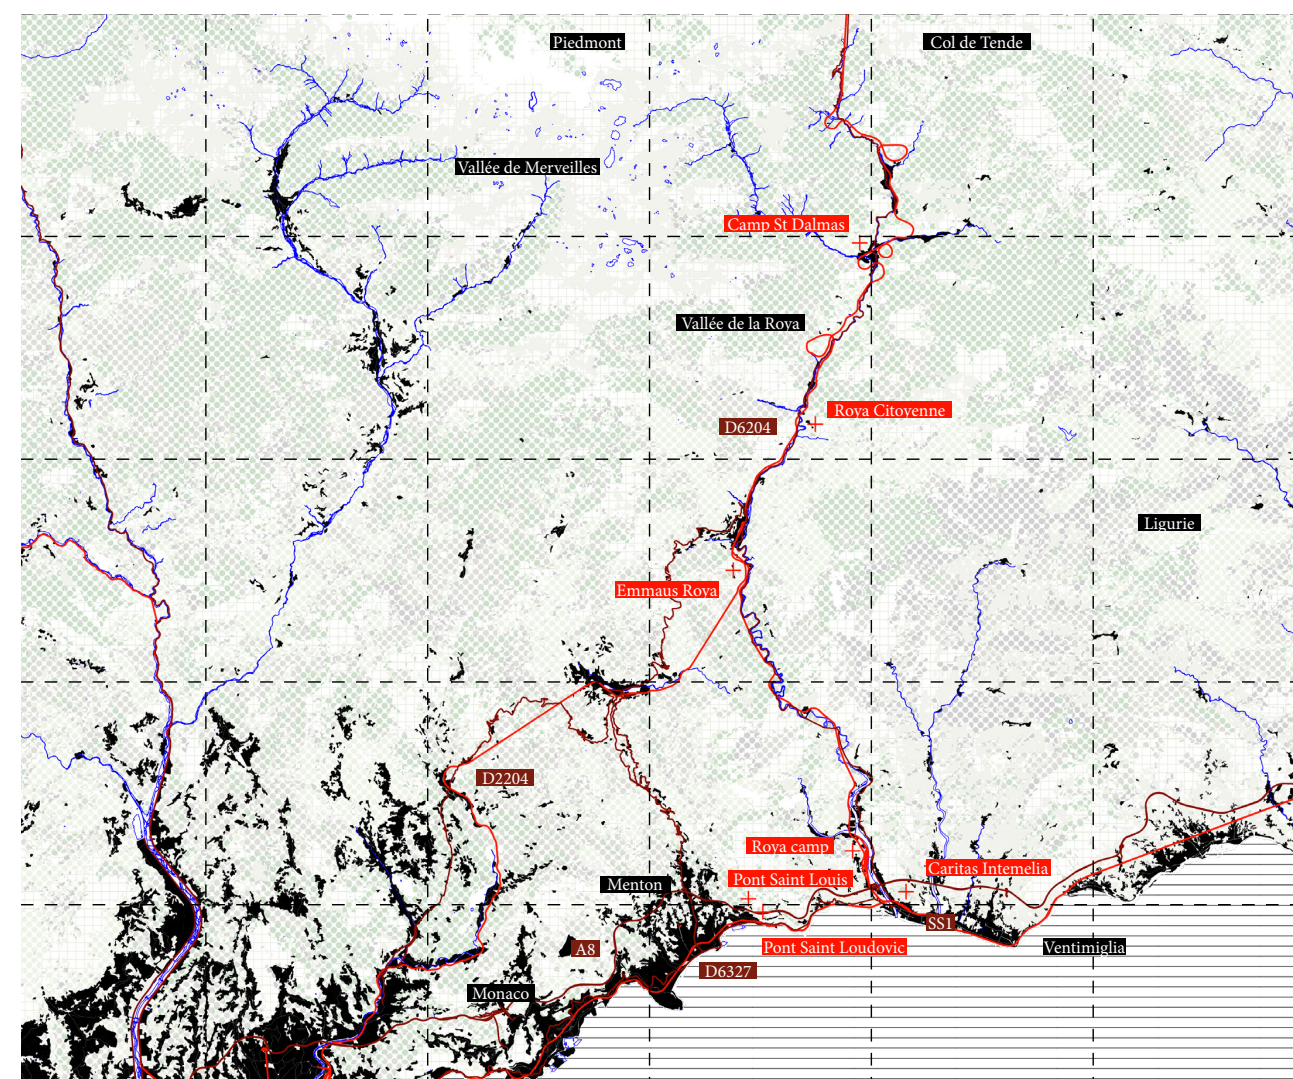 Piedmont
Col de Tende
Vallée de Merveilles
Camp St Dalmas
Vallée de la Roya
Roya Citoyenne
D6204
Ligurie
Emmaus Roya
D2204
Roya camp
Caritas Intemelia
Pont Saint Louis
Menton
SS1
A8
Pont Saint Loudovic
Ventimiglia
D6327
Monaco